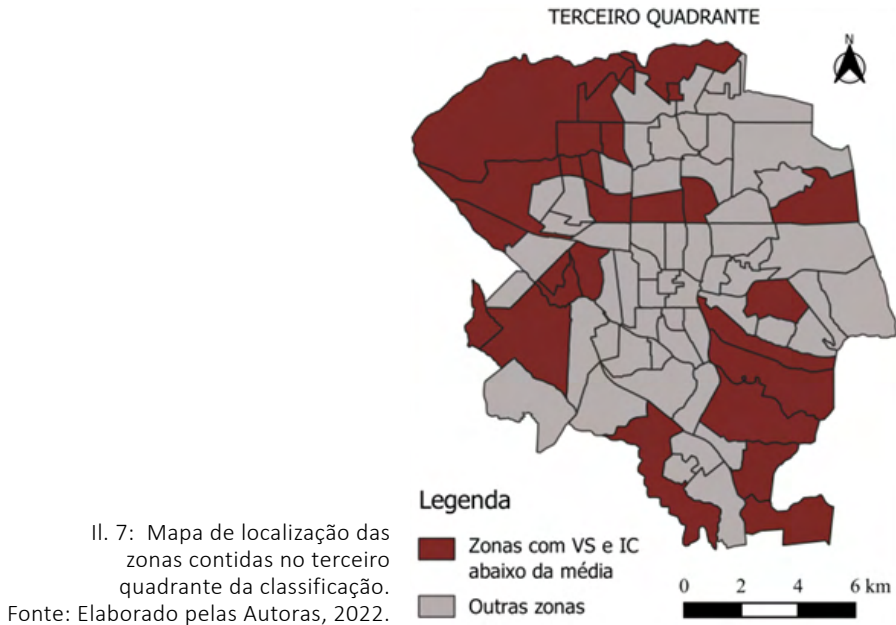 TERCEIRO QUADRANTE
N
Legenda
Zonas com VS e IC
abaixo da média
Outras zonas
0 2 4 6 km
Il. 7: Mapa de localização das
zonas contidas no terceiro
quadrante da classificação.
Fonte: Elaborado pelas Autoras, 2022.